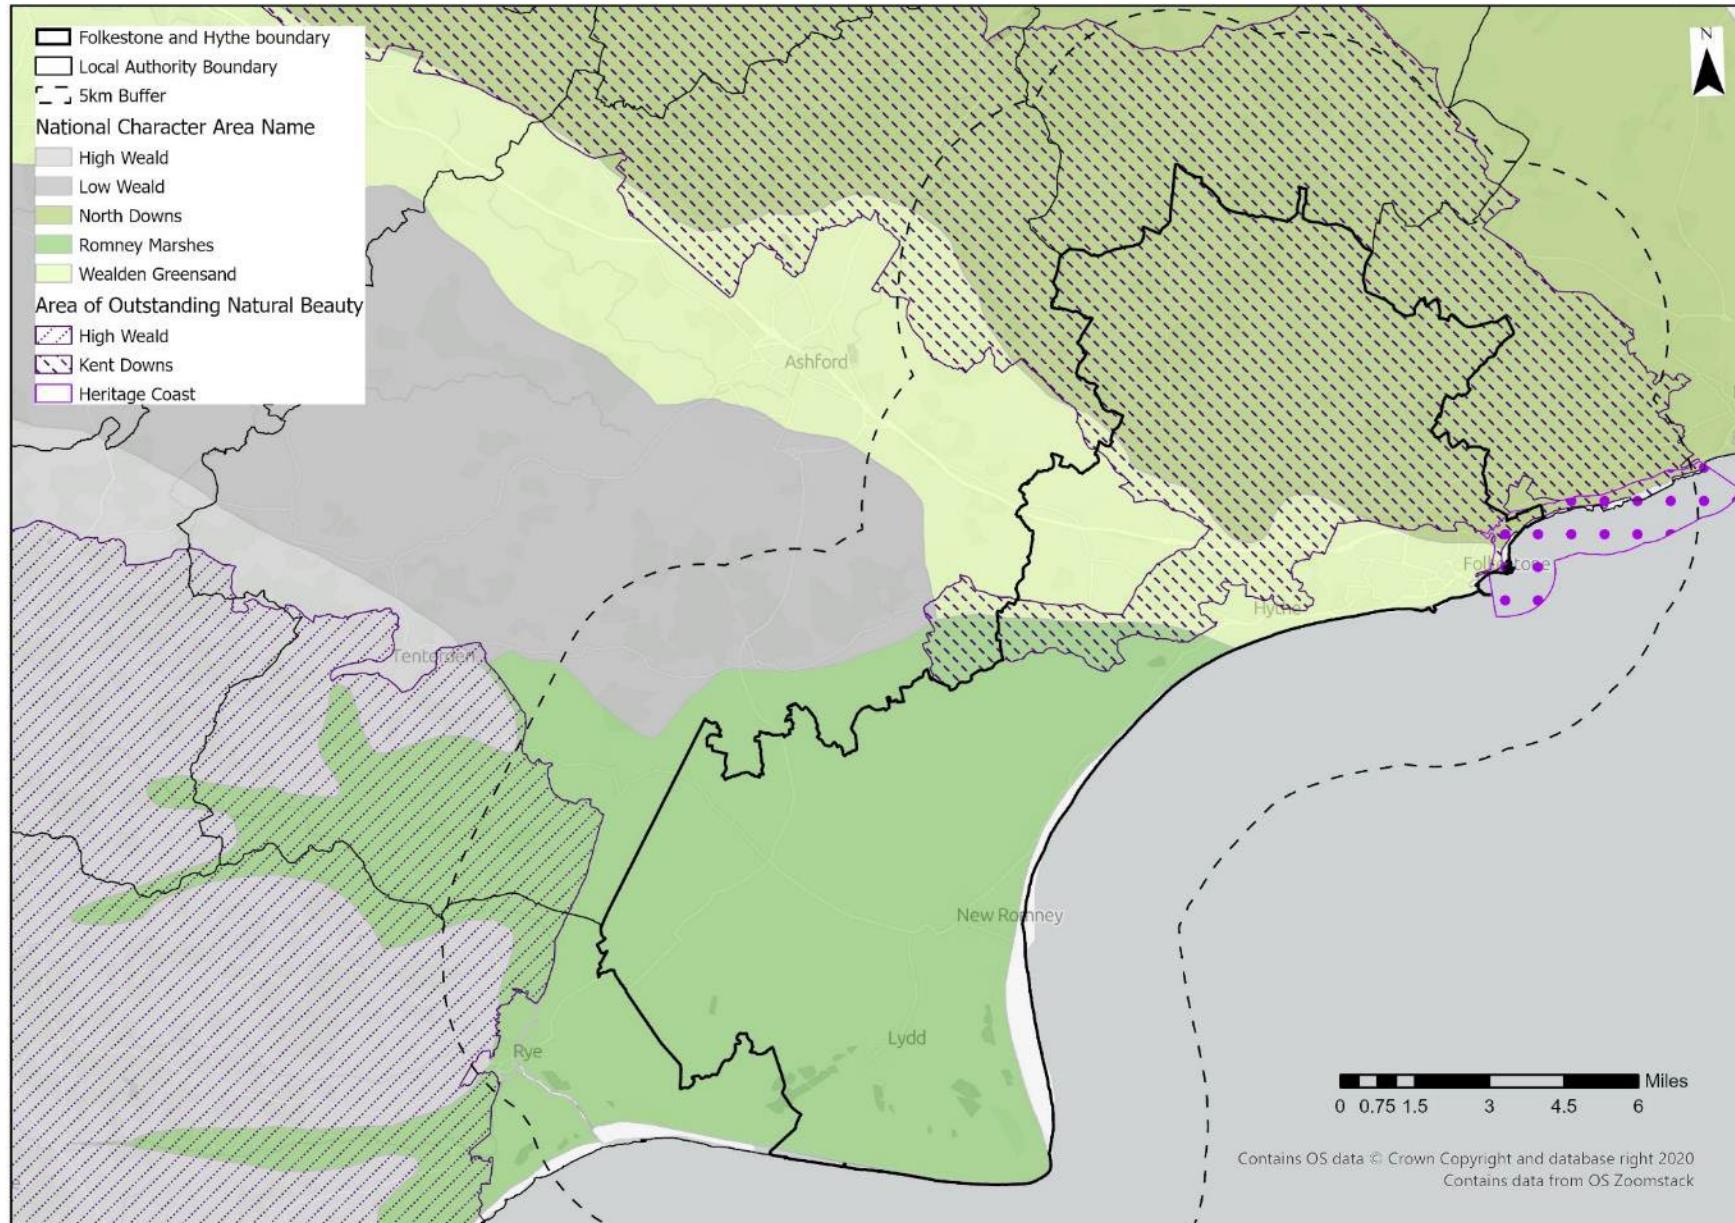 Folkestone and Hythe boundary
Local Authority Boundary
5km Buffer
National Character Area Name
High Weald
Low Weald
North Downs
Romney Marshes
Wealden Greensand
Area of Outstanding Natural Beauty
High Weald
Kent Downs
Heritage Coast
N
Ashford
Folkestone
Hythe
Tenterden
New Romney
Lydd
Rye
Miles
0 0.75 1.5 3 4.5 6
Contains OS data © Crown Copyright and database right 2020
Contains data from OS Zoomstack